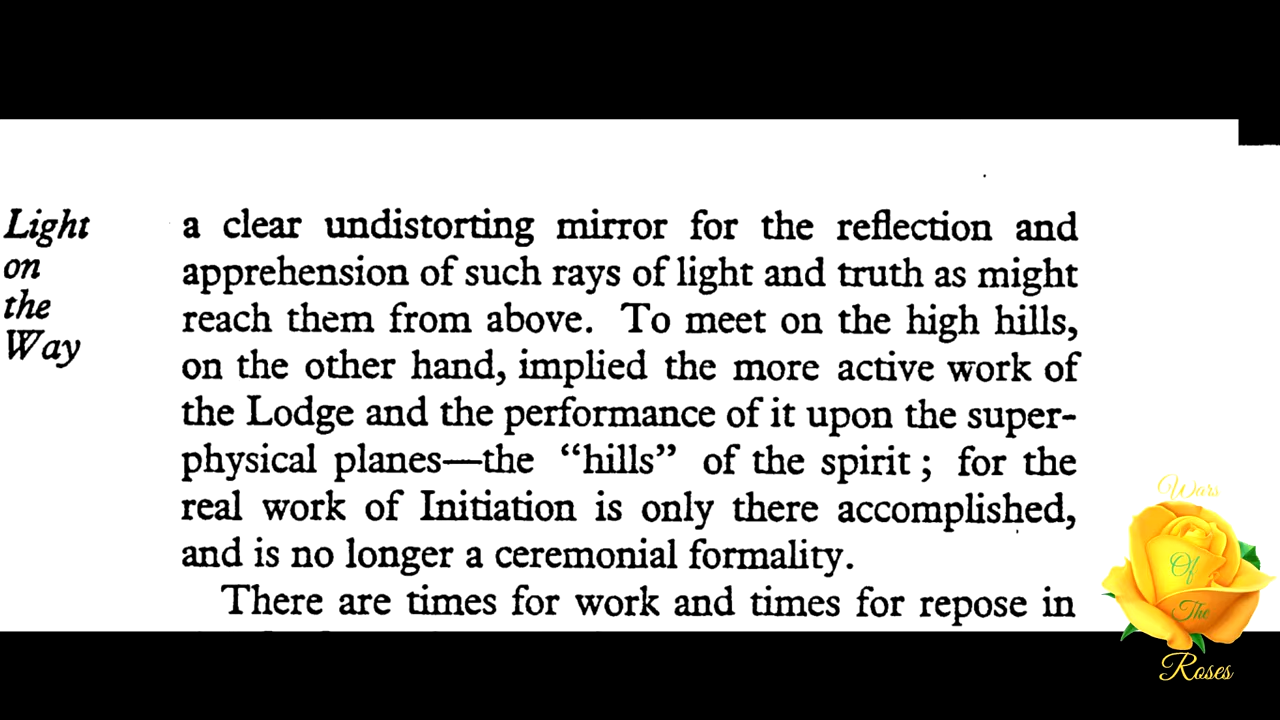 Light
on
the
Way
a clear undistorting mirror for the reflection and
apprehension of such rays of light and truth as might
reach them from above. To meet on the high hills,
on the other hand, implied the more active work of
the Lodge and the performance of it upon the super-
physical planes—the “hills” of the spirit ; for the
real work of Initiation is only there accomplished,
and is no longer a ceremonial formality.
There are times for work and times for repose in
Wars
Of
The
Roses